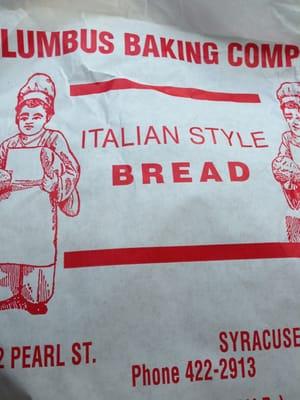 LUMBUS BAKING COMP
ITALIAN STYLE
BREAD
2 PEARL ST.
SYRACUSE
Phone 422-2913